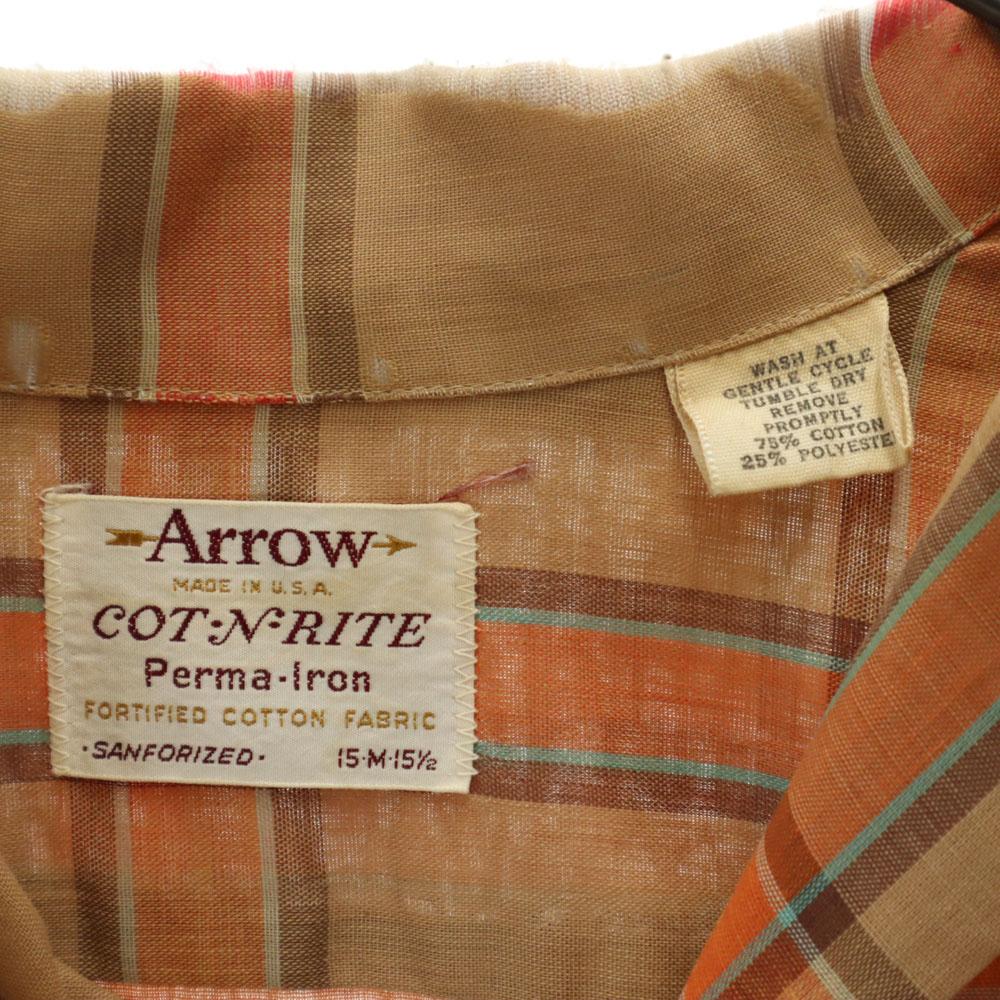 Arrow
MADE IN U.S.A.
COT-N-RITE
Perma-Iron
FORTIFIED COTTON FABRIC
·SANFORIZED· 15·M·15½
WASH AT
GENTLE CYCLE
TUMBLE DRY
REMOVE
PROMPTLY
75% COTTON
25% POLYESTE